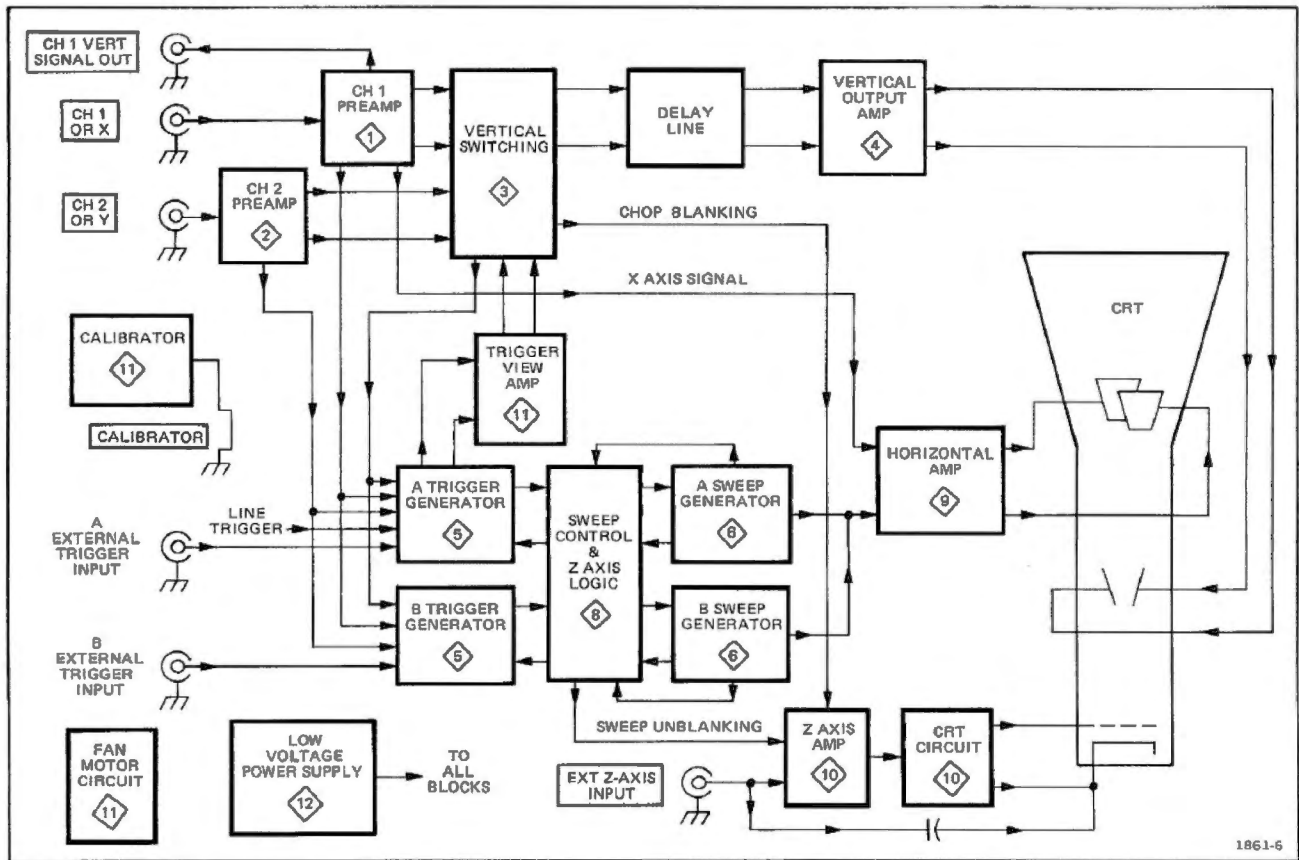 CH 1 VERT
SIGNAL OUT
CH 1
OR X
CH 2
OR Y
CH 1
PREAMP
1
CH 2
PREAMP
2
VERTICAL
SWITCHING
3
DELAY
LINE
VERTICAL
OUTPUT
AMP
4
CHOP BLANKING
X AXIS SIGNAL
CRT
CALIBRATOR
11
CALIBRATOR
TRIGGER
VIEW
AMP
11
HORIZONTAL
AMP
9
LINE
TRIGGER
A
EXTERNAL
TRIGGER
INPUT
A TRIGGER
GENERATOR
5
SWEEP
CONTROL
&
Z AXIS
LOGIC
8
A SWEEP
GENERATOR
6
B
EXTERNAL
TRIGGER
INPUT
B TRIGGER
GENERATOR
5
B SWEEP
GENERATOR
6
SWEEP UNBLANKING
FAN
MOTOR
CIRCUIT
11
LOW
VOLTAGE
POWER SUPPLY
12
TO
ALL
BLOCKS
EXT Z-AXIS
INPUT
Z AXIS
AMP
10
CRT
CIRCUIT
10
1861-6